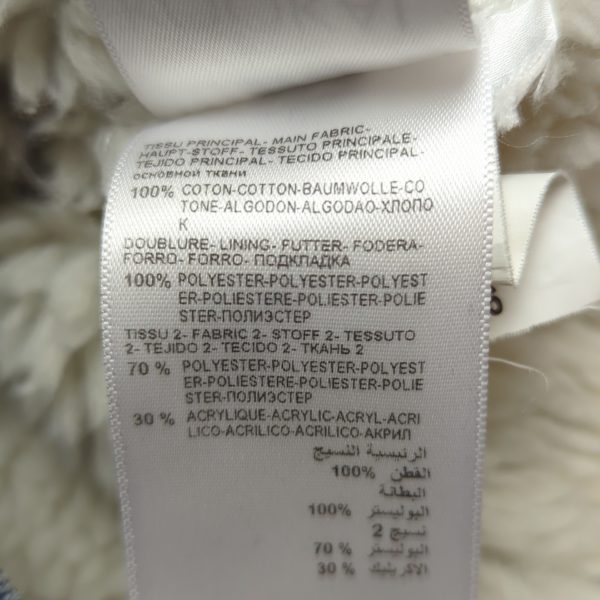 TISSU PRINCIPAL- MAIN FABRIC-
HAUPT-STOFF- TESSUTO PRINCIPALE-
TEJIDO PRINCIPAL- TECIDO PRINCIPAL-
основной ткани
100% COTON-COTTON-BAUMWOLLE-CO
TONE-ALGODON-ALGODAO-ХЛОПО
К
DOUBLURE- LINING- FUTTER- FODERA-
FORRO- FORRO- ПОДКЛАДКА
100% POLYESTER-POLYESTER-POLYEST
ER-POLIESTERE-POLIESTER-POLIE
STER-ПОЛИЭСТЕР
TISSU 2- FABRIC 2- STOFF 2- TESSUTO
2- TEJIDO 2- TECIDO 2- ТКАНЬ 2
70 % POLYESTER-POLYESTER-POLYEST
ER-POLIESTERE-POLIESTER-POLIE
STER-ПОЛИЭСТЕР
30 % ACRYLIQUE-ACRYLIC-ACRYL-ACRI
LICO-ACRILICO-ACRILICO-АКРИЛ
الرئيسية النسيج
القطن 100%
البطانة
البوليستر 100%
نسيج 2
البوليستر 70 %
الاكريليك 30 %